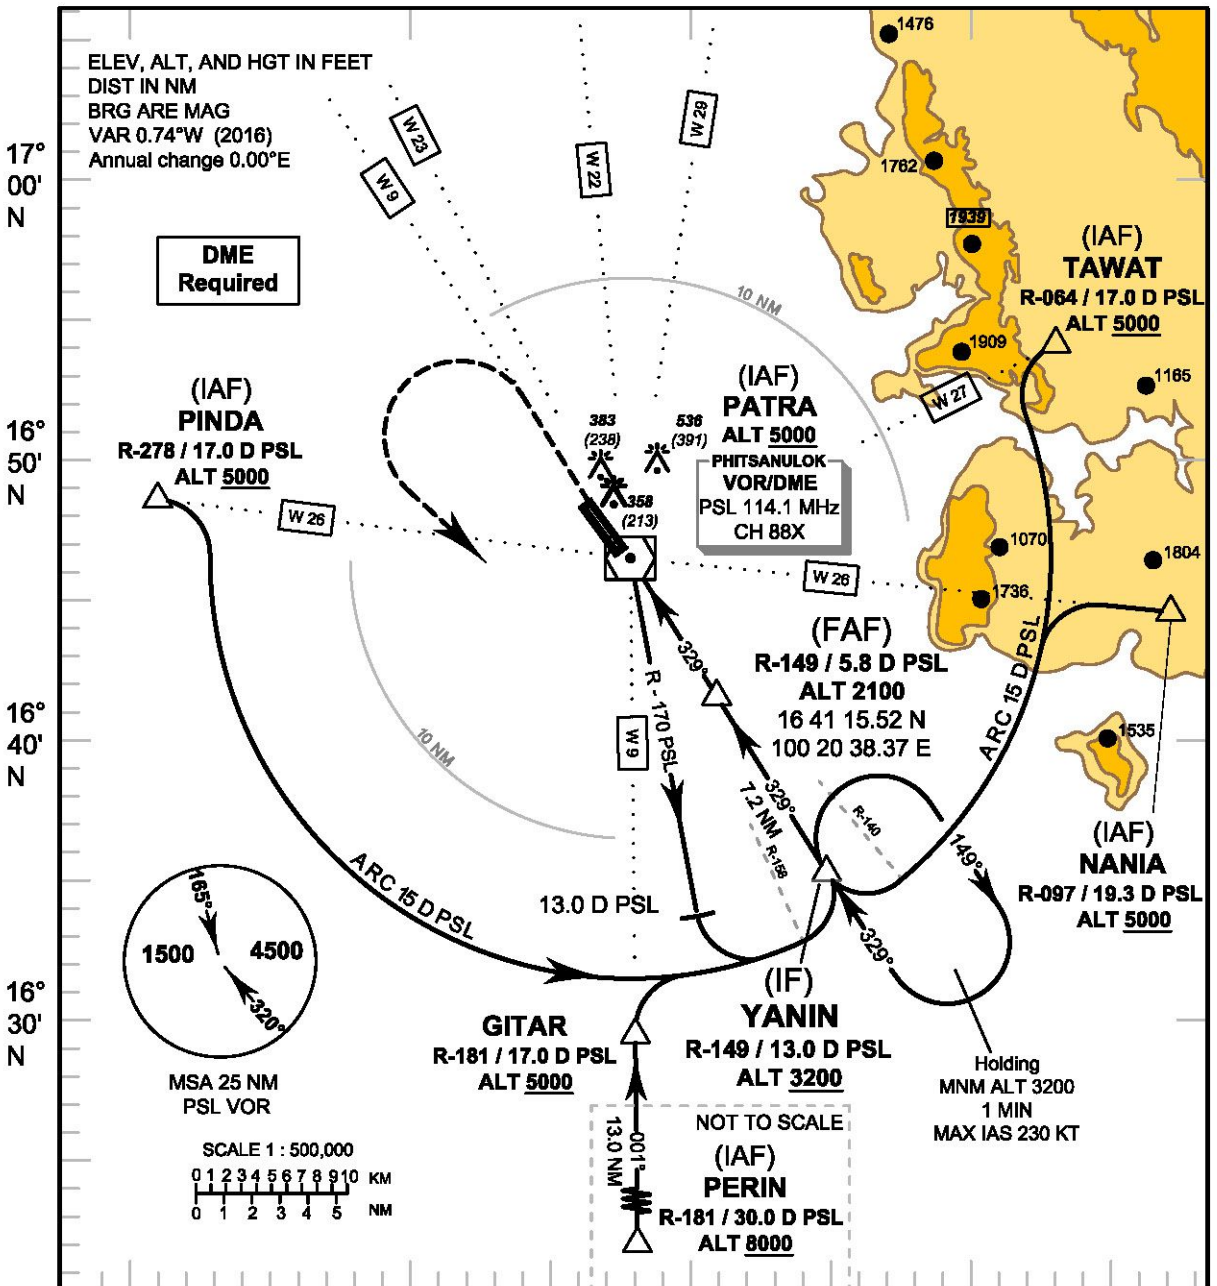 ELEV, ALT, AND HGT IN FEET
DIST IN NM
BRG ARE MAG
VAR 0.74°W (2016)
Annual change 0.00°E
17°
00'
N
16°
50'
N
16°
40'
N
16°
30'
N
DME
Required
W 9
W 23
W 22
W 29
1476
1762
1939
1909
1165
1070
1804
1736
1535
10 NM
(IAF)
TAWAT
R-064 / 17.0 D PSL
ALT 5000
W 27
(IAF)
PINDA
R-278 / 17.0 D PSL
ALT 5000
W 26
383
(238)
536
(391)
358
(213)
(IAF)
PATRA
ALT 5000
PHITSANULOK
VOR/DME
PSL 114.1 MHz
CH 88X
W 26
(FAF)
R-149 / 5.8 D PSL
ALT 2100
16 41 15.52 N
100 20 38.37 E
329°
R - 170 PSL
W 9
10 NM
329°
7.2 NM
R-158
R-140
ARC 15 D PSL
149°
329°
(IAF)
NANIA
R-097 / 19.3 D PSL
ALT 5000
ARC 15 D PSL
13.0 D PSL
165°
1500
4500
320°
MSA 25 NM
PSL VOR
GITAR
R-181 / 17.0 D PSL
ALT 5000
(IF)
YANIN
R-149 / 13.0 D PSL
ALT 3200
Holding
MNM ALT 3200
1 MIN
MAX IAS 230 KT
NOT TO SCALE
001°
13.0 NM
(IAF)
PERIN
R-181 / 30.0 D PSL
ALT 8000
SCALE 1 : 500,000
0 1 2 3 4 5 6 7 8 9 10 KM
0 1 2 3 4 5 NM